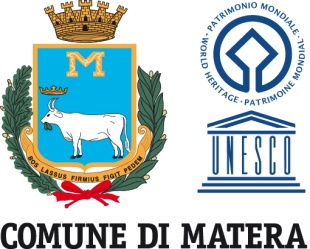 M
BOS LASSUS FIRMIUS FIGIT PEDEM
PATRIMONIO MONDIALE • WORLD HERITAGE • PATRIMOINE MONDIAL •
UNESCO
COMUNE DI MATERA